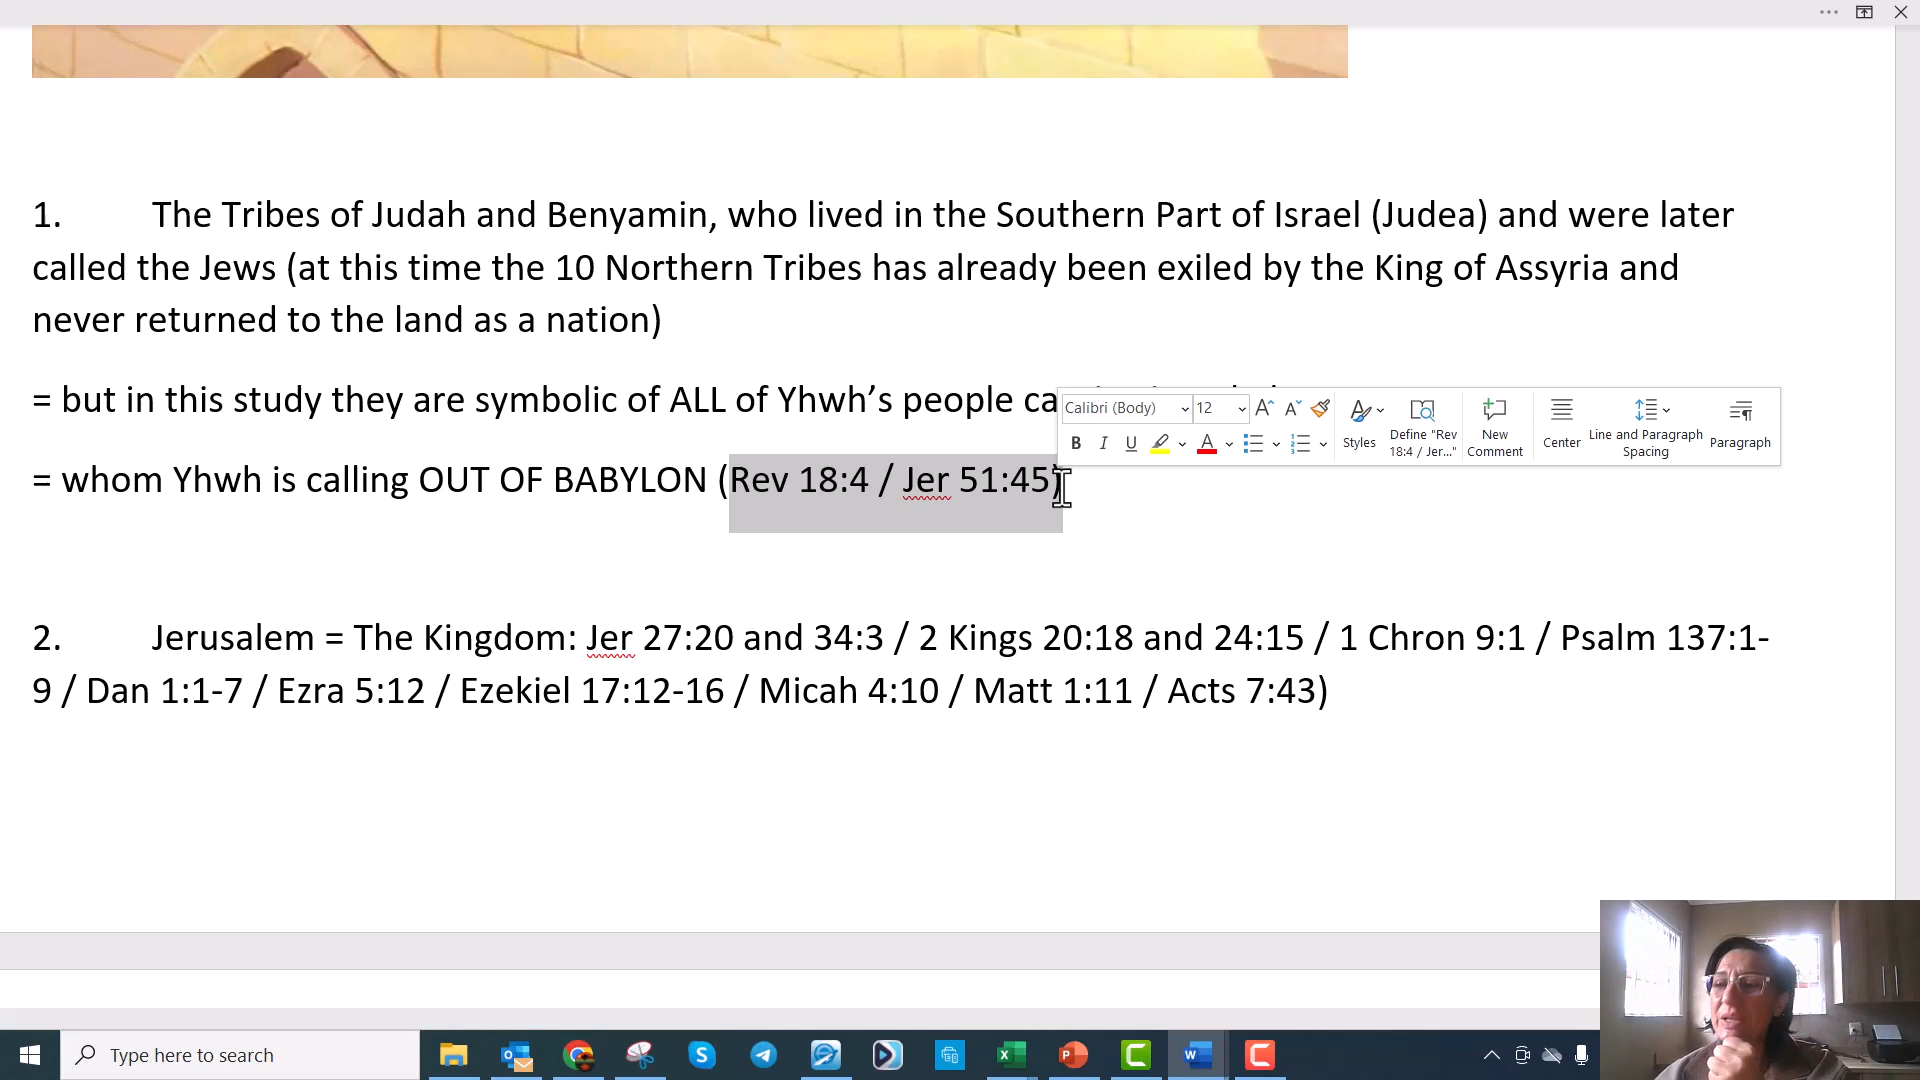 1. The Tribes of Judah and Benyamin, who lived in the Southern Part of Israel (Judea) and were later
called the Jews (at this time the 10 Northern Tribes has already been exiled by the King of Assyria and
never returned to the land as a nation)
= but in this study they are symbolic of ALL of Yhwh’s people
Calibri (Body) 12
Styles
Define "Rev
18:4 / Jer..."
New
Comment
Center
Line and Paragraph
Spacing
Paragraph
B I U
= whom Yhwh is calling OUT OF BABYLON (Rev 18:4 / Jer 51:45)
2. Jerusalem = The Kingdom: Jer 27:20 and 34:3 / 2 Kings 20:18 and 24:15 / 1 Chron 9:1 / Psalm 137:1-
9 / Dan 1:1-7 / Ezra 5:12 / Ezekiel 17:12-16 / Micah 4:10 / Matt 1:11 / Acts 7:43)
Type here to search